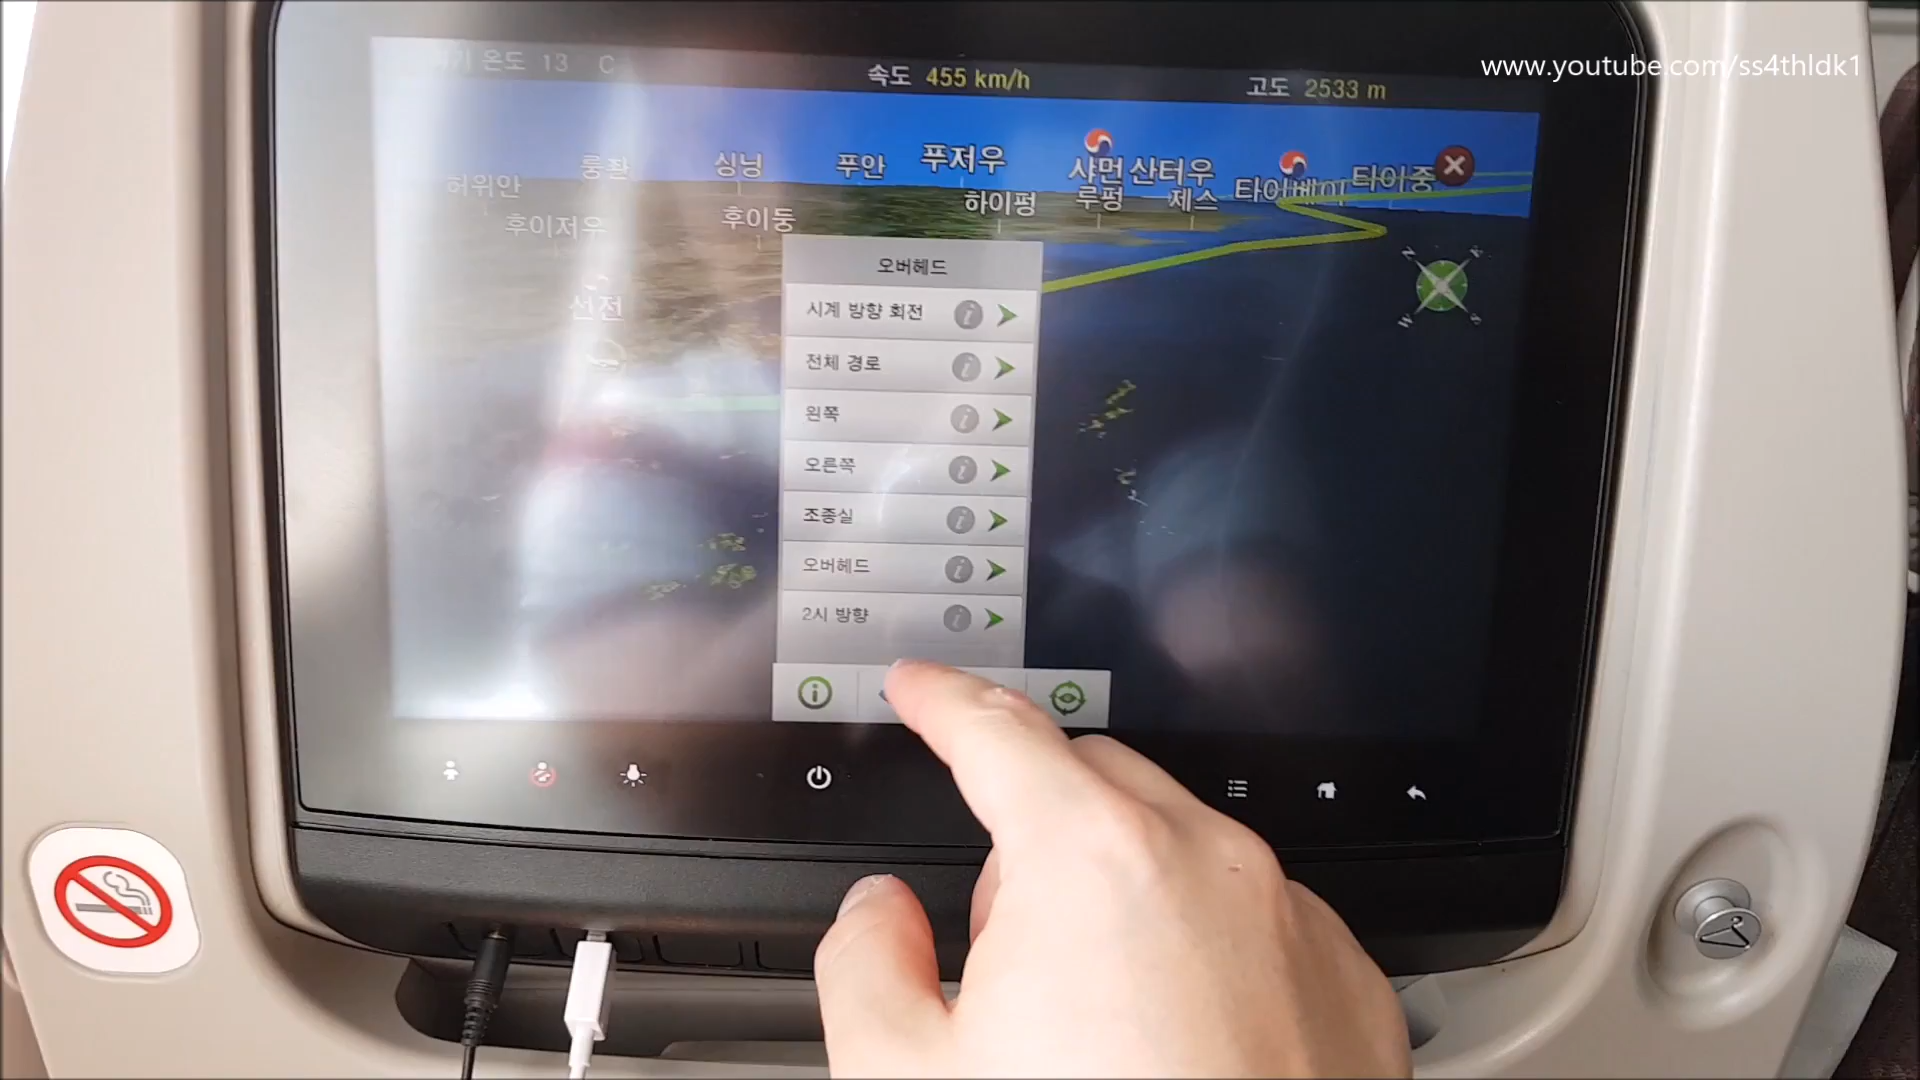 온도 13 C
속도 455 km/h
고도 2533 m
www.youtube.com/ss4thldk1
룽촨
싱닝
푸안
푸저우
샤먼
산터우
타이중
허위안
하이펑
루펑
제스
타이베이
후이저우
후이둥
선전
오버헤드
시계 방향 회전
전체 경로
왼쪽
오른쪽
조종실
오버헤드
2시 방향
N
W
S